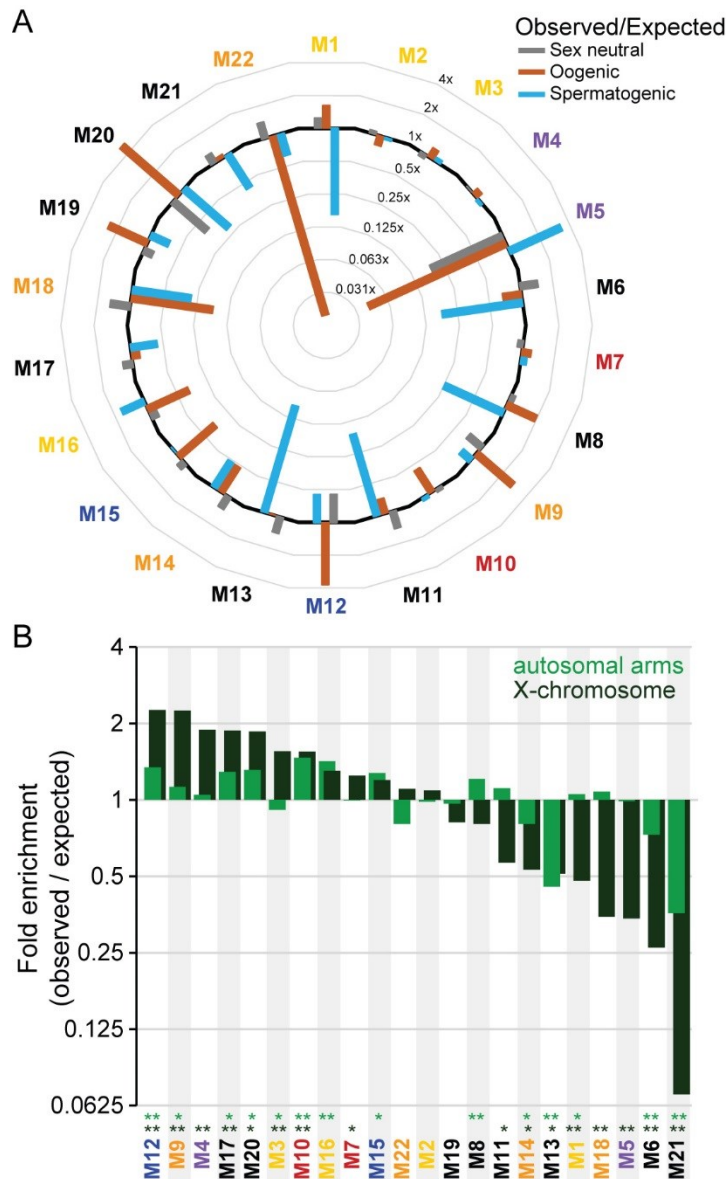 A
Observed/Expected
Sex neutral
Oogenic
Spermatogenic
M1
M2
M3
M4
M5
M6
M7
M8
M9
M10
M11
M12
M13
M14
M15
M16
M17
M18
M19
M20
M21
M22
4x
2x
1x
0.5x
0.25x
0.125x
0.063x
0.031x
B
autosomal arms
X-chromosome
Fold enrichment
(observed / expected)
4
2
1
0.5
0.25
0.125
0.0625
** * * * * ** ** * ** * ** * ** **
** ** ** ** * ** ** * * * * ** ** ** ** **
M12 M9 M4 M17 M20 M3 M10 M16 M7 M15 M22 M2 M19 M8 M11 M14 M13 M1 M18 M5 M6 M21